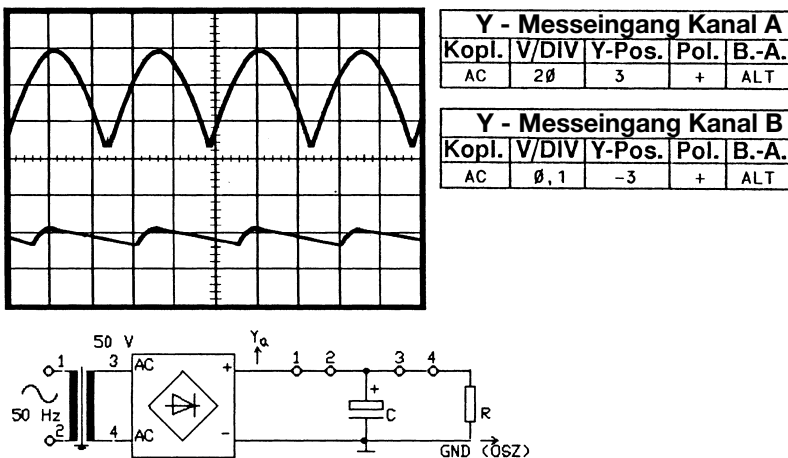 Y - Messeingang Kanal A
Kopl. V/DIV Y-Pos. Pol. B.-A.
AC 2Ø 3 + ALT
Y - Messeingang Kanal B
Kopl. V/DIV Y-Pos. Pol. B.-A.
AC Ø,1 -3 + ALT
50 V Ya
1 3 AC + 1 2 3 4
+
50 Hz C R
2 4 AC -
GND (OSZ)